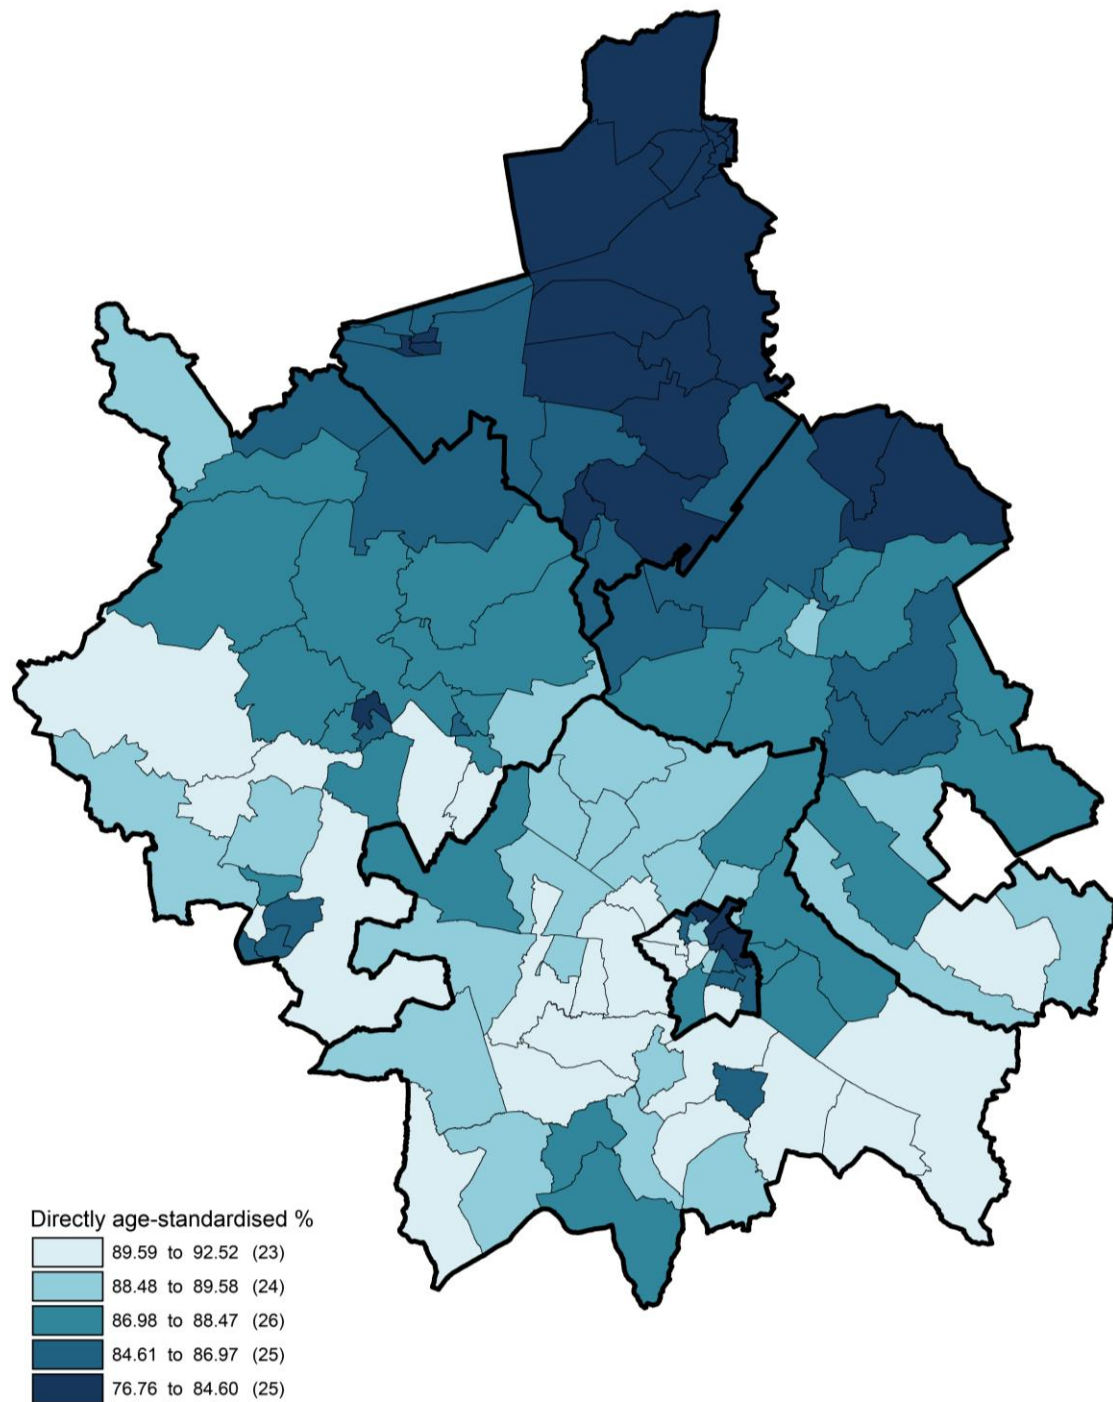 Directly age-standardised %
89.59 to 92.52 (23)
88.48 to 89.58 (24)
86.98 to 88.47 (26)
84.61 to 86.97 (25)
76.76 to 84.60 (25)